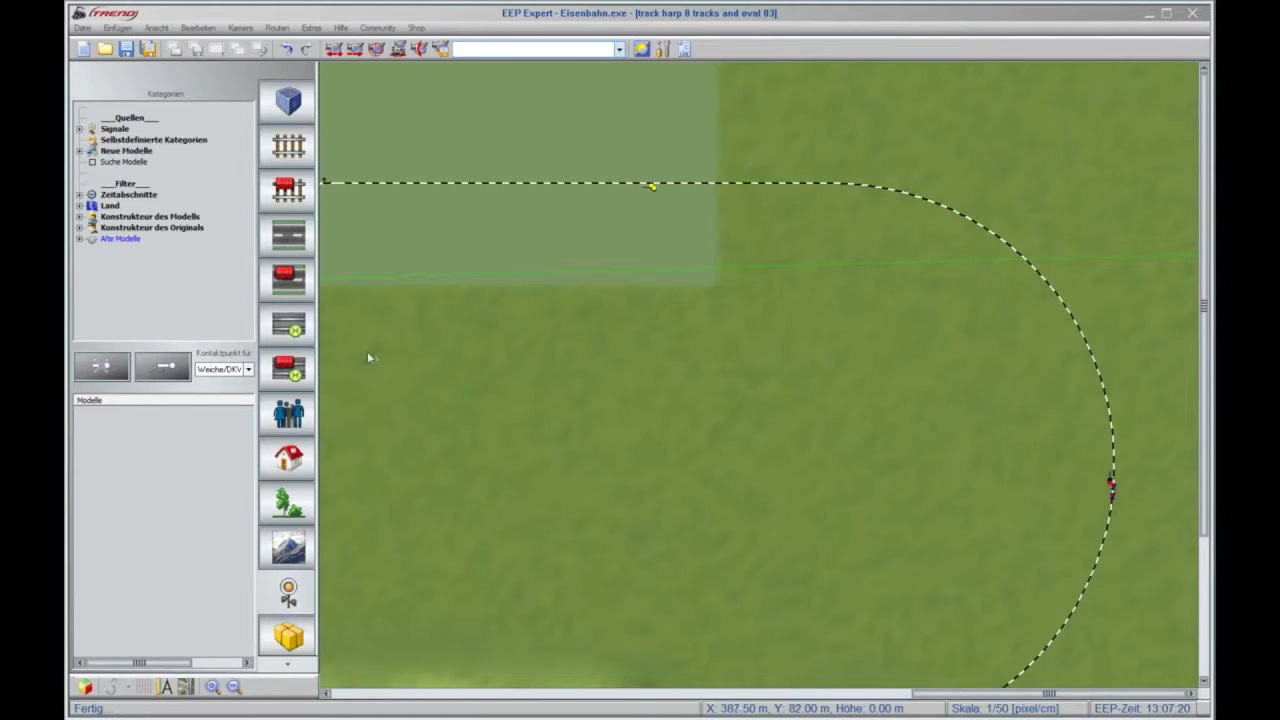 TREND
EEP Expert - Eisenbahn.exe - [track harp 8 tracks and oval 03]
Datei Einfügen Ansicht Bearbeiten Kamera Routen Extras Hilfe Community Shop
Kategorien
___Quellen___
Signale
Selbstdefinierte Kategorien
Neue Modelle
Suche Modelle
___Filter___
Zeitabschnitte
Land
Konstrukteur des Modells
Konstrukteur des Originals
Alte Modelle
Kontaktpunkt für
Weiche/DKV
Modelle
Fertig...
X: 387.50 m, Y: 82.00 m, Höhe: 0.00 m
Skala: 1/50 [pixel/cm]
EEP-Zeit: 13:07:20